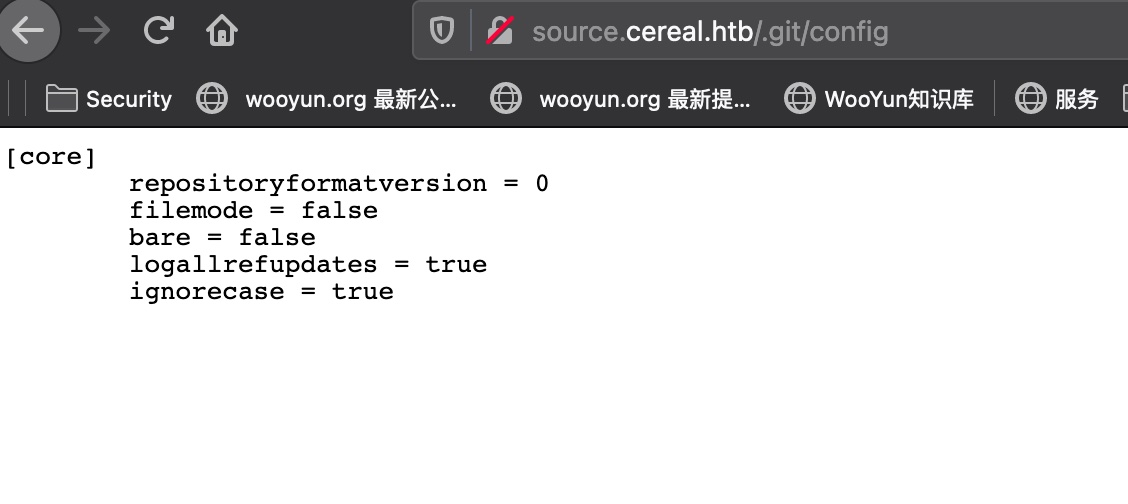 source.cereal.htb/.git/config
Security wooyun.org 最新公... wooyun.org 最新提... WooYun知识库 服务
[core]
repositoryformatversion = 0
filemode = false
bare = false
logallrefupdates = true
ignorecase = true